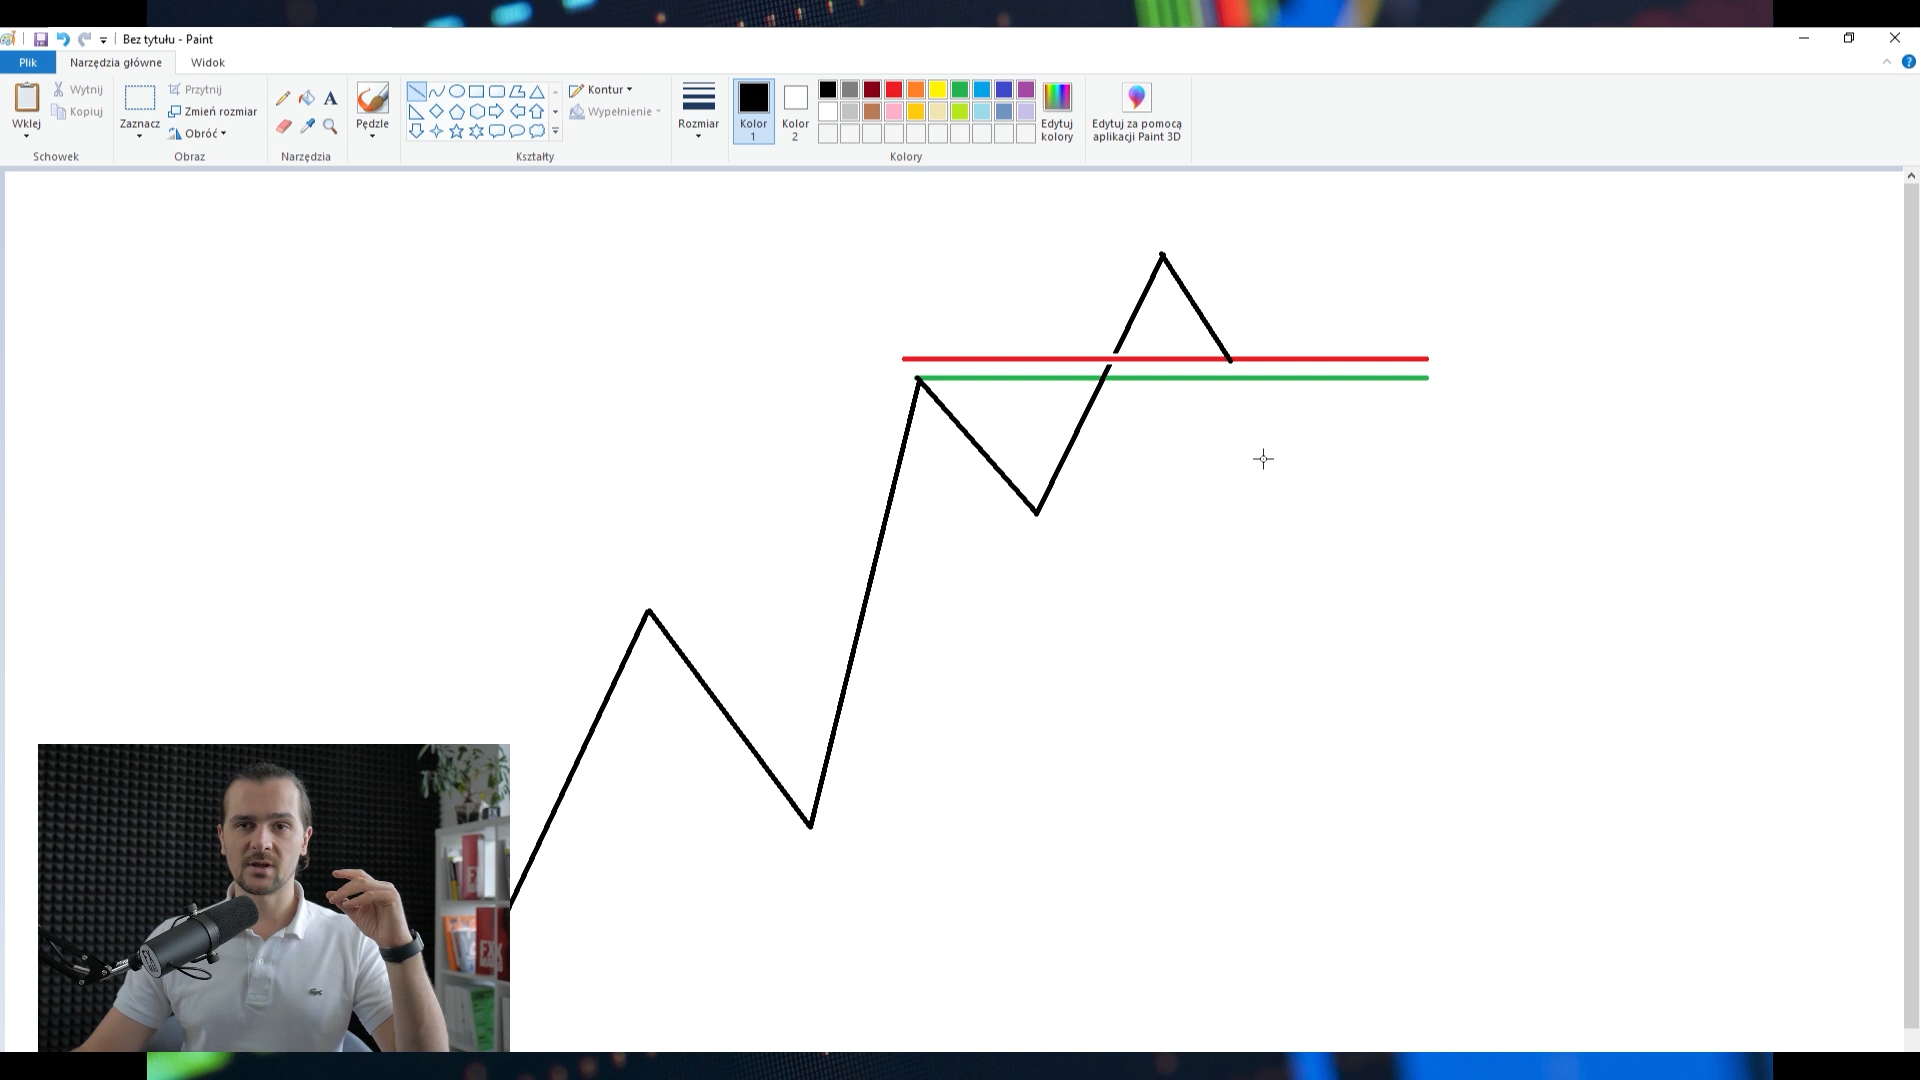 Bez tytułu - Paint
Plik
Narzędzia główne
Widok
Wklej
Wytnij
Kopiuj
Schowek
Zaznacz
Przytnij
Zmień rozmiar
Obróć
Obraz
A
Narzędzia
Pędzle
Kontur
Wypełnienie
Kształty
Rozmiar
Kolor
1
Kolor
2
Edytuj
kolory
Kolory
Edytuj za pomocą
aplikacji Paint 3D
?